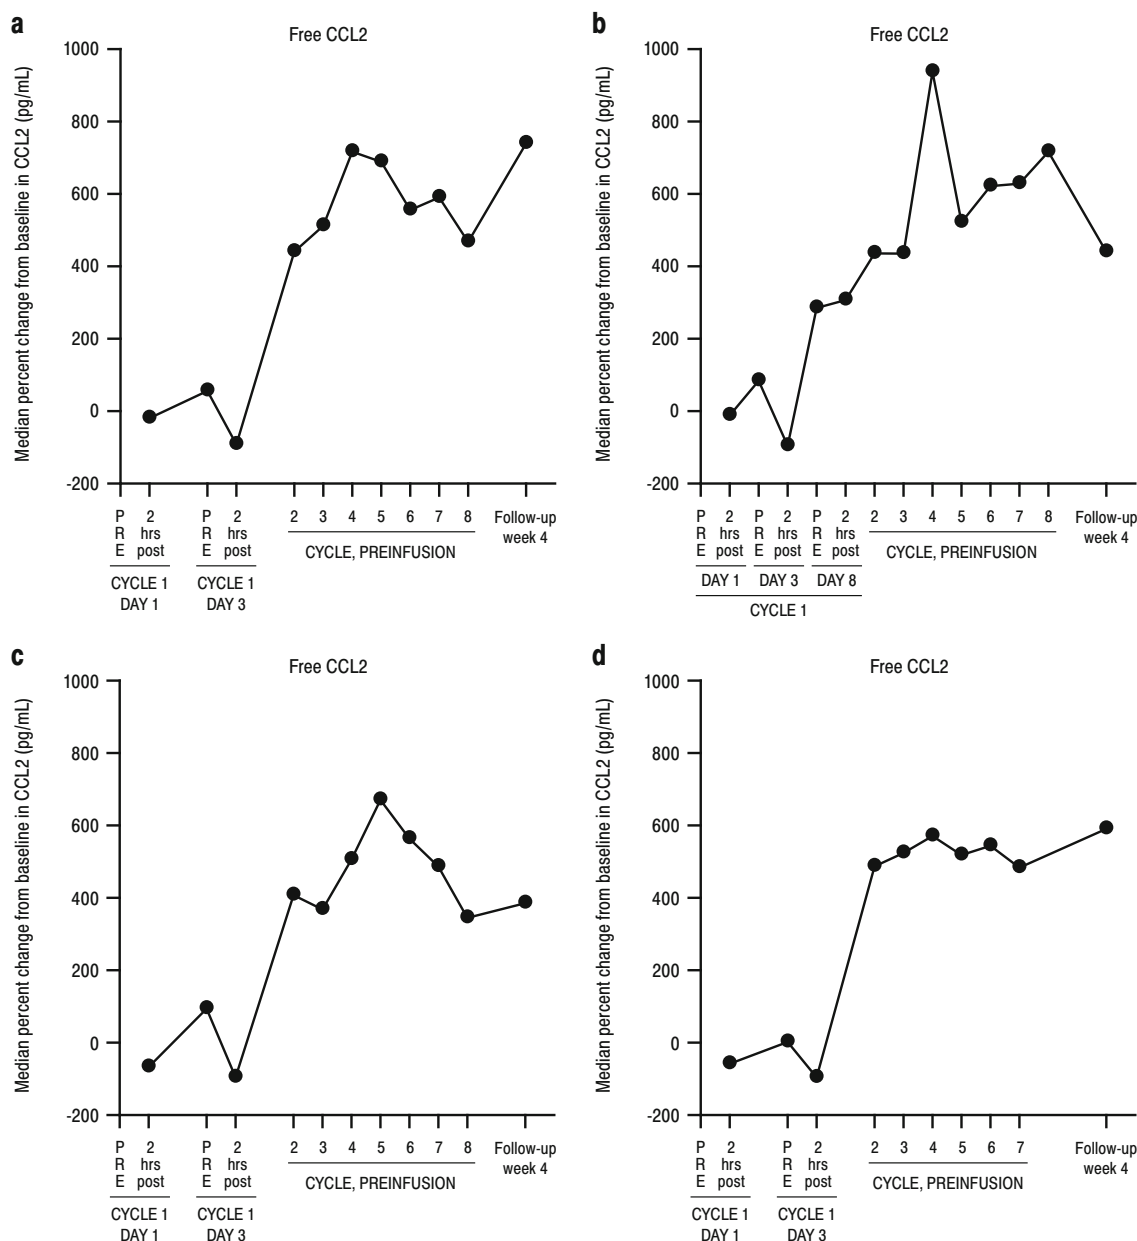 a
Free CCL2
Median percent change from baseline in CCL2 (pg/mL)
1000
800
600
400
200
0
-200
PRE 2 hrs post PRE 2 hrs post 2 3 4 5 6 7 8 Follow-up week 4
CYCLE 1 DAY 1
CYCLE 1 DAY 3
CYCLE, PREINFUSION
b
Free CCL2
Median percent change from baseline in CCL2 (pg/mL)
1000
800
600
400
200
0
-200
PRE 2 hrs post PRE 2 hrs post PRE 2 hrs post 2 3 4 5 6 7 8 Follow-up week 4
DAY 1 DAY 3 DAY 8
CYCLE, PREINFUSION
CYCLE 1
c
Free CCL2
Median percent change from baseline in CCL2 (pg/mL)
1000
800
600
400
200
0
-200
PRE 2 hrs post PRE 2 hrs post 2 3 4 5 6 7 8 Follow-up week 4
CYCLE 1 DAY 1
CYCLE 1 DAY 3
CYCLE, PREINFUSION
d
Free CCL2
Median percent change from baseline in CCL2 (pg/mL)
1000
800
600
400
200
0
-200
PRE 2 hrs post PRE 2 hrs post 2 3 4 5 6 7 Follow-up week 4
CYCLE 1 DAY 1
CYCLE 1 DAY 3
CYCLE, PREINFUSION